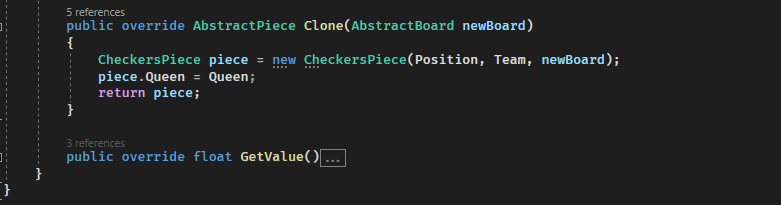 5 references
public override AbstractPiece Clone(AbstractBoard newBoard)
{
CheckersPiece piece = new CheckersPiece(Position, Team, newBoard);
piece.Queen = Queen;
return piece;
}
3 references
public override float GetValue()...
}
}